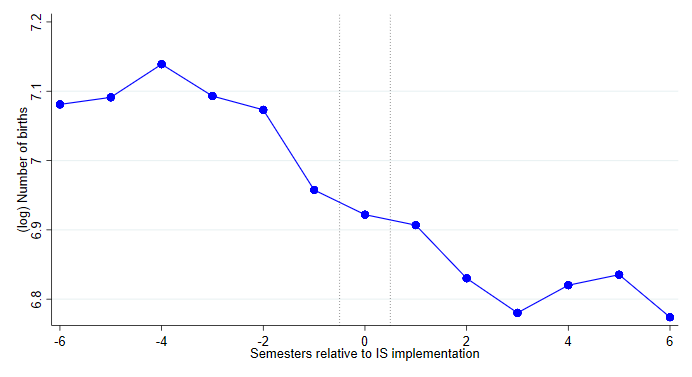 7.2
7.1
7
6.9
6.8
(log) Number of births
-6 -4 -2 0 2 4 6
Semesters relative to IS implementation